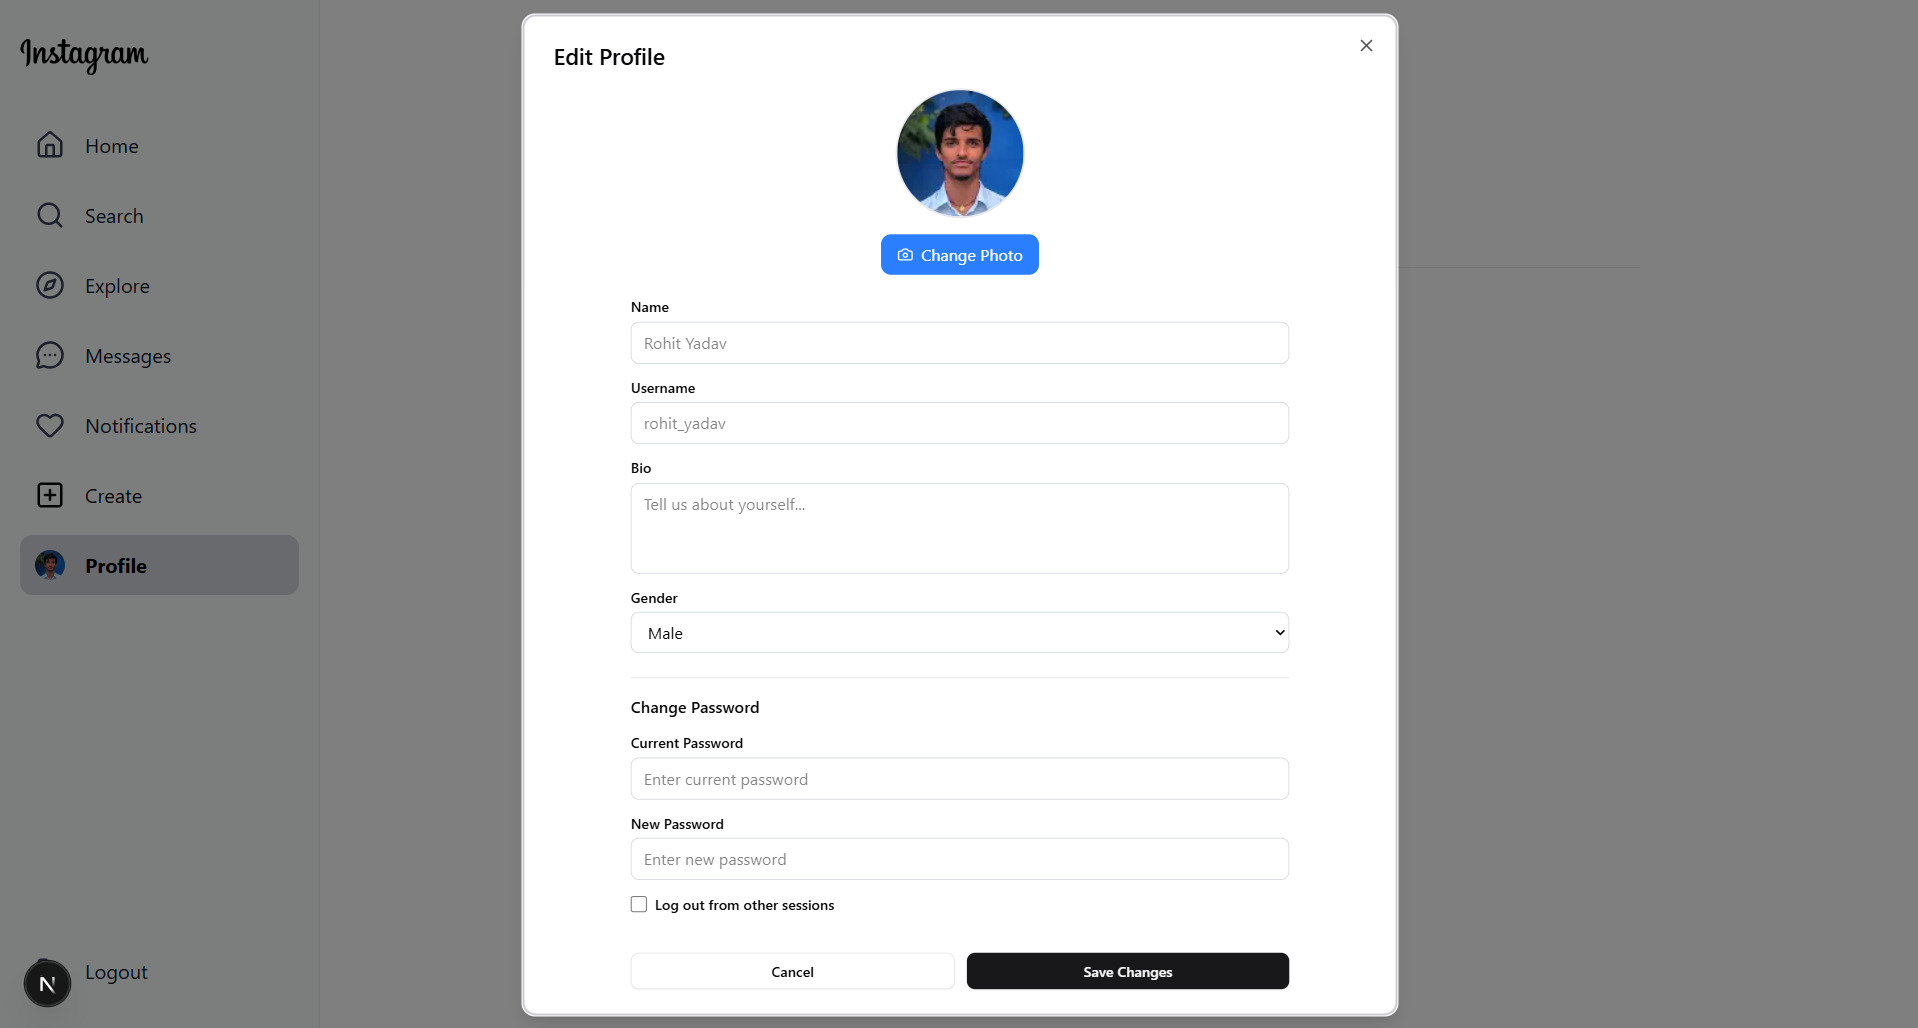 Instagram
Home
Search
Explore
Messages
Notifications
Create
Profile
N
Logout
Edit Profile
Change Photo
Name
Rohit Yadav
Username
rohit_yadav
Bio
Tell us about yourself...
Gender
Male
Change Password
Current Password
Enter current password
New Password
Enter new password
Log out from other sessions
Cancel
Save Changes